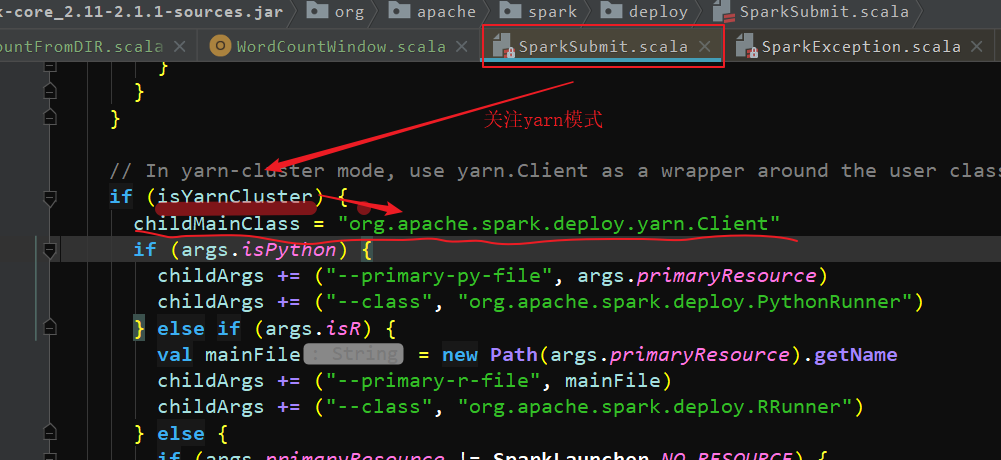 k-core_2.11-2.1.1-sources.jar org apache spark deploy SparkSubmit.scala
ountFromDIR.scala WordCountWindow.scala SparkSubmit.scala SparkException.scala
}
}
}
关注yarn模式
// In yarn-cluster mode, use yarn.Client as a wrapper around the user clas
if (isYarnCluster) {
childMainClass = "org.apache.spark.deploy.yarn.Client"
if (args.isPython) {
childArgs += ("--primary-py-file", args.primaryResource)
childArgs += ("--class", "org.apache.spark.deploy.PythonRunner")
} else if (args.isR) {
val mainFile : String = new Path(args.primaryResource).getName
childArgs += ("--primary-r-file", mainFile)
childArgs += ("--class", "org.apache.spark.deploy.RRunner")
} else {
if (args.primaryResource != SparkLauncher.NO_RESOURCE) {